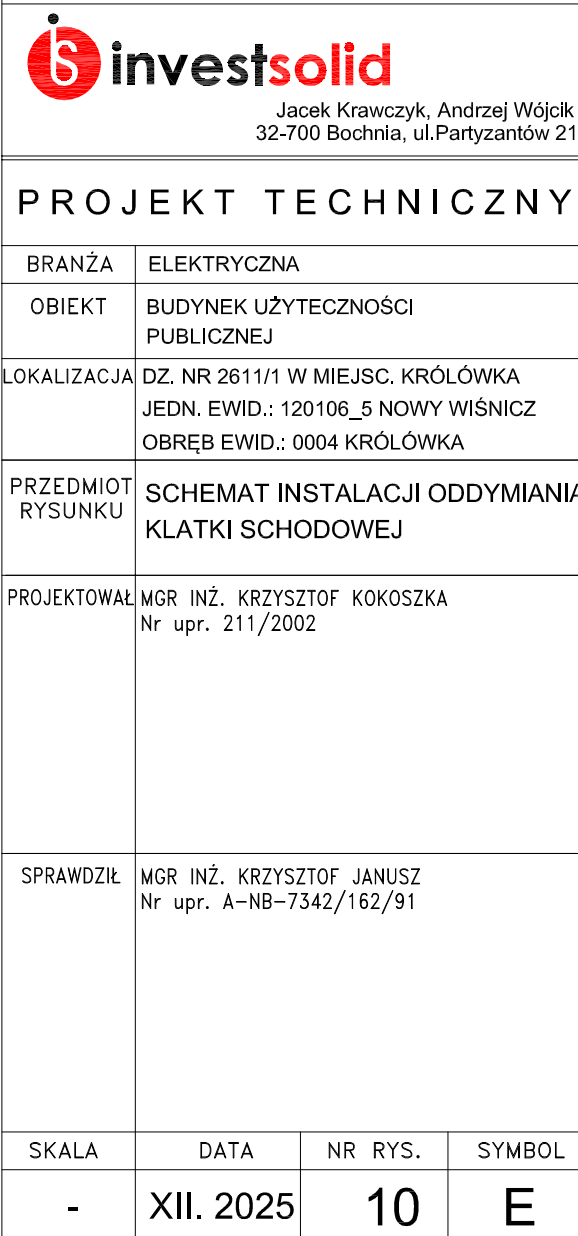 is investsolid
Jacek Krawczyk, Andrzej Wójcik
32-700 Bochnia, ul.Partyzantów 21
PROJEKT TECHNICZNY
BRANŻA ELEKTRYCZNA
OBIEKT BUDYNEK UŻYTECZNOŚCI
PUBLICZNEJ
LOKALIZACJA DZ. NR 2611/1 W MIEJSC. KRÓLÓWKA
JEDN. EWID.: 120106_5 NOWY WIŚNICZ
OBRĘB EWID.: 0004 KRÓLÓWKA
PRZEDMIOT RYSUNKU SCHEMAT INSTALACJI ODDYMIANIA
KLATKI SCHODOWEJ
PROJEKTOWAŁ MGR INŻ. KRZYSZTOF KOKOSZKA
Nr upr. 211/2002
SPRAWDZIŁ MGR INŻ. KRZYSZTOF JANUSZ
Nr upr. A-NB-7342/162/91
SKALA DATA NR RYS. SYMBOL
- XII. 2025 10 E